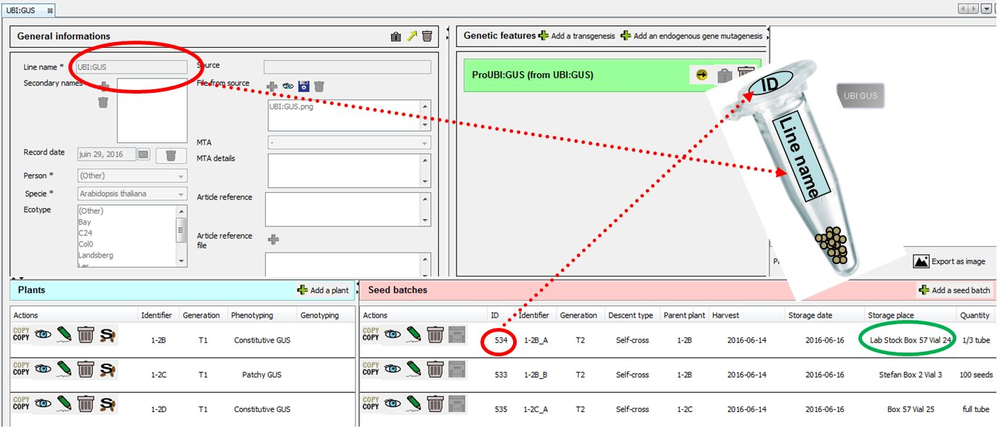 UBI:GUS
General informations
Line name *
UBI:GUS
Secondary names
Record date
juin 29, 2016
Person *
(Other)
Specie *
Arabidopsis thaliana
Ecotype
(Other)
Bay
C24
Col0
Landsberg
Ler
Source
File from source
UBI:GUS.png
MTA
-
MTA details
Article reference
Article reference
file
Genetic features
Add a transgenesis
Add an endogenous gene mutagenesis
ProUBI:GUS (from UBI:GUS)
ID
Line name
UBI:GUS
Export as image
Plants
Add a plant
Actions Identifier Generation Phenotyping Genotyping
COPY
COPY 1-2B T1 Constitutive GUS
COPY
COPY 1-2C T1 Patchy GUS
COPY
COPY 1-2D T1 Constitutive GUS
Seed batches
Add a seed batch
Actions ID Identifier Generation Descent type Parent plant Harvest Storage date Storage place Quantity
COPY
COPY 534 1-2B_A T2 Self-cross 1-2B 2016-06-14 2016-06-16 Lab Stock Box 57 Vial 24 1/3 tube
COPY
COPY 533 1-2B_B T2 Self-cross 1-2B 2016-06-14 2016-06-16 Stefan Box 2 Vial 3 100 seeds
COPY
COPY 535 1-2C_A T2 Self-cross 1-2C 2016-06-14 2016-06-16 Box 57 Vial 25 full tube